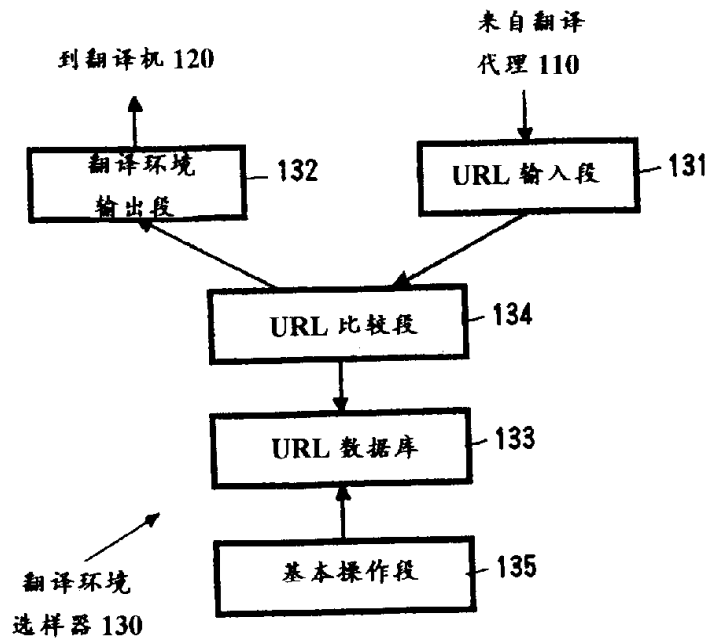 来自翻译
代理 110
到翻译机 120
翻译环境
输出段
132
URL 输入段
131
URL 比较段
134
URL 数据库
133
基本操作段
135
翻译环境
选样器 130